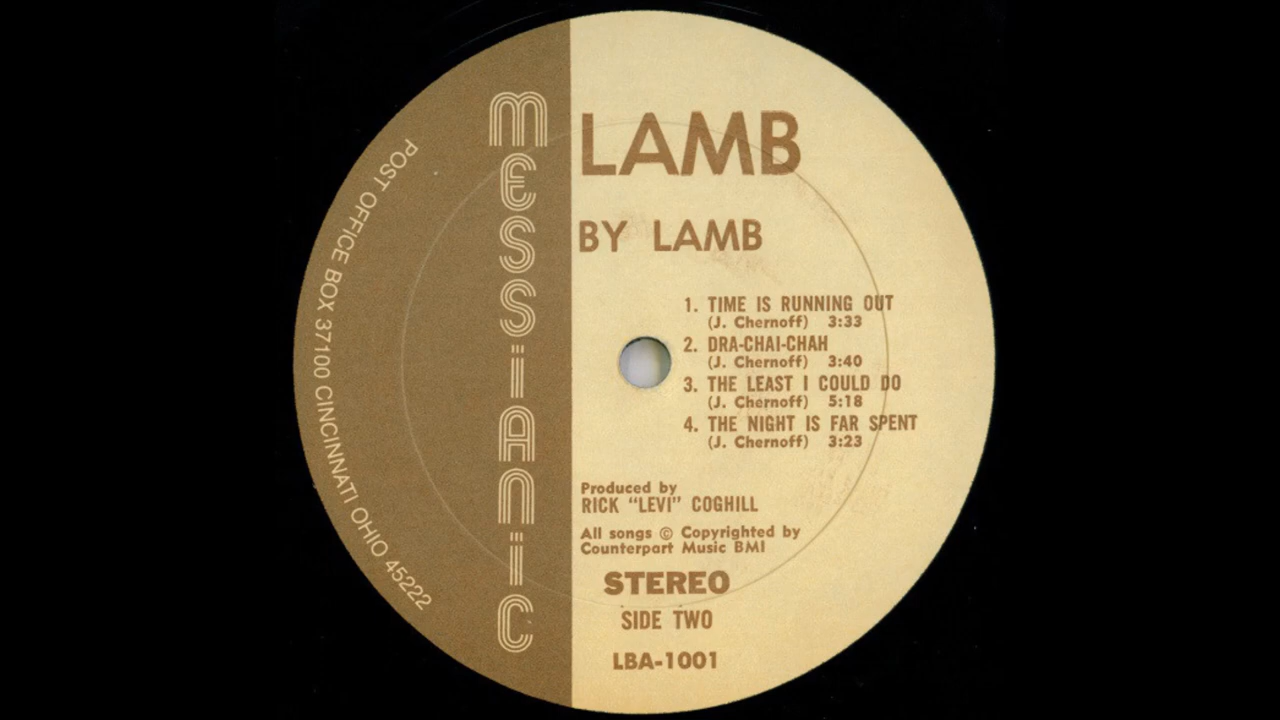 POST OFFICE BOX 37100 CINCINNATI OHIO 45222
MESSiANiC
LAMB
BY LAMB
1. TIME IS RUNNING OUT
(J. Chernoff) 3:33
2. DRA-CHAI-CHAH
(J. Chernoff) 3:40
3. THE LEAST I COULD DO
(J. Chernoff) 5:18
4. THE NIGHT IS FAR SPENT
(J. Chernoff) 3:23
Produced by
RICK "LEVI" COGHILL
All songs © Copyrighted by
Counterpart Music BMI
STEREO
SIDE TWO
LBA-1001